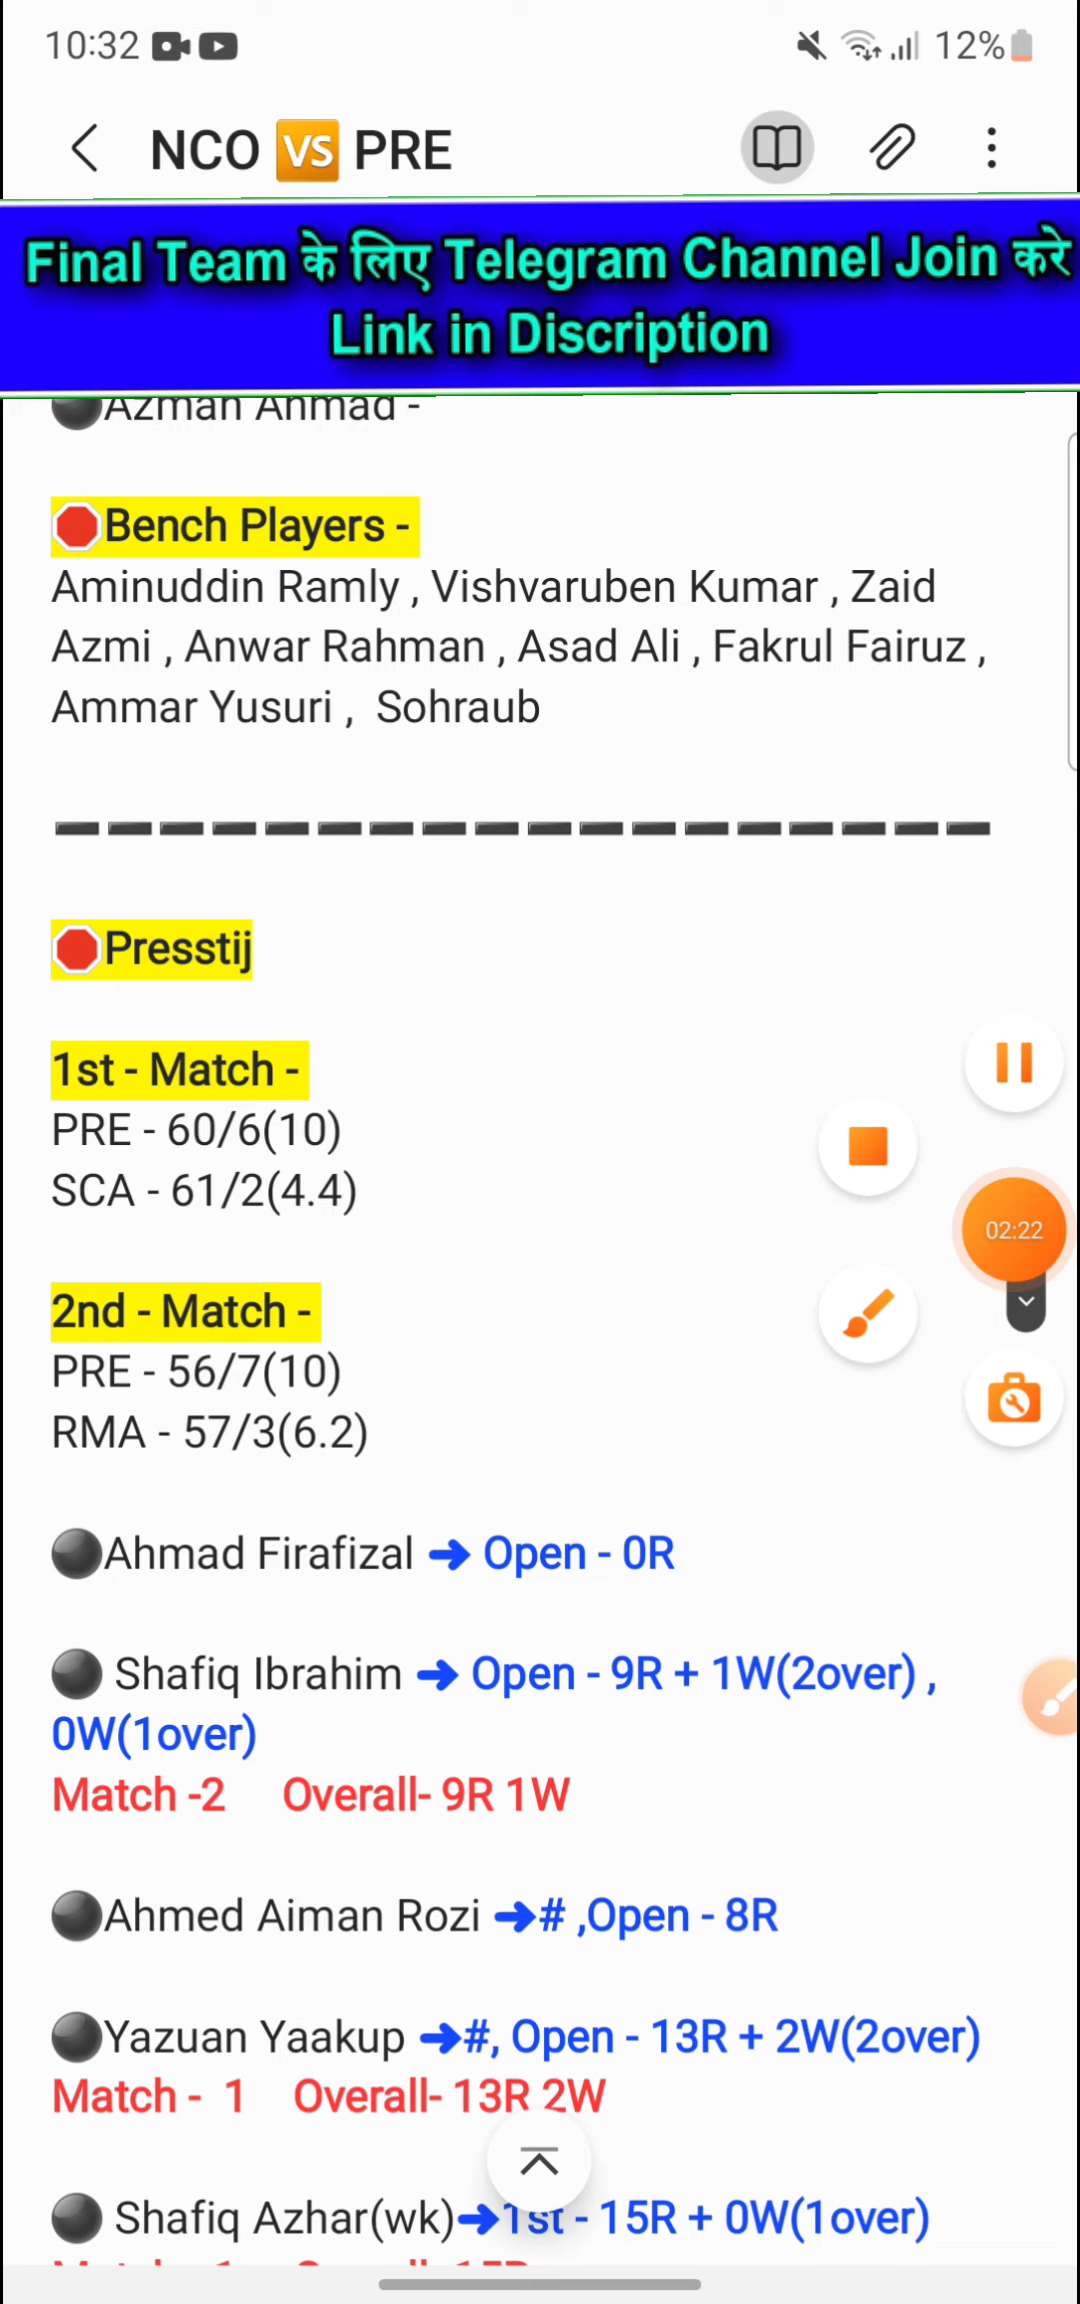 10:32 12%
NCO VS PRE
Final Team के लिए Telegram Channel Join करे
Link in Discription
Azman Ahmad -
Bench Players -
Aminuddin Ramly , Vishvaruben Kumar , Zaid
Azmi , Anwar Rahman , Asad Ali , Fakrul Fairuz ,
Ammar Yusuri , Sohraub
Presstij
1st - Match -
PRE - 60/6(10)
SCA - 61/2(4.4)
02:22
2nd - Match -
PRE - 56/7(10)
RMA - 57/3(6.2)
Ahmad Firafizal → Open - 0R
Shafiq Ibrahim → Open - 9R + 1W(2over) ,
0W(1over)
Match -2 Overall- 9R 1W
Ahmed Aiman Rozi →# ,Open - 8R
Yazuan Yaakup →#, Open - 13R + 2W(2over)
Match - 1 Overall- 13R 2W
Shafiq Azhar(wk)→1st - 15R + 0W(1over)